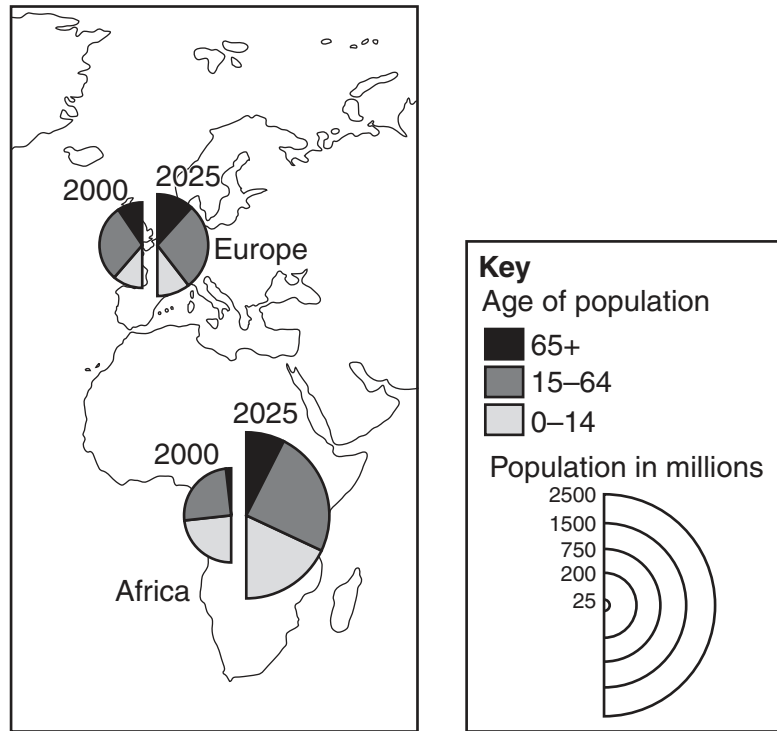 2000
2025
Europe
2025
2000
Africa
Key
Age of population
65+
15–64
0–14
Population in millions
2500
1500
750
200
25